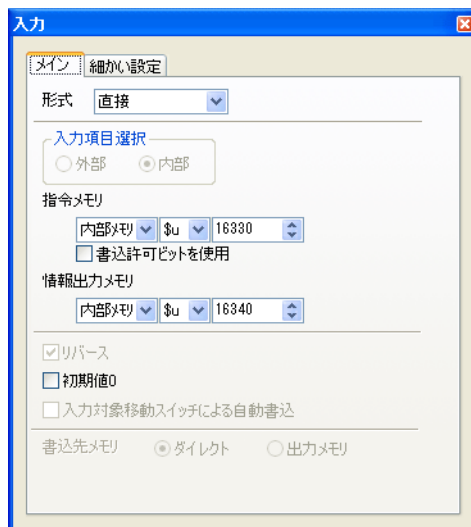 入力
メイン 細かい設定
形式 直接
入力項目選択
外部 内部
指令メモリ
内部メモリ $u 16330
書込許可ビットを使用
情報出力メモリ
内部メモリ $u 16340
リバース
初期値0
入力対象移動スイッチによる自動書込
書込先メモリ ダイレクト 出力メモリ